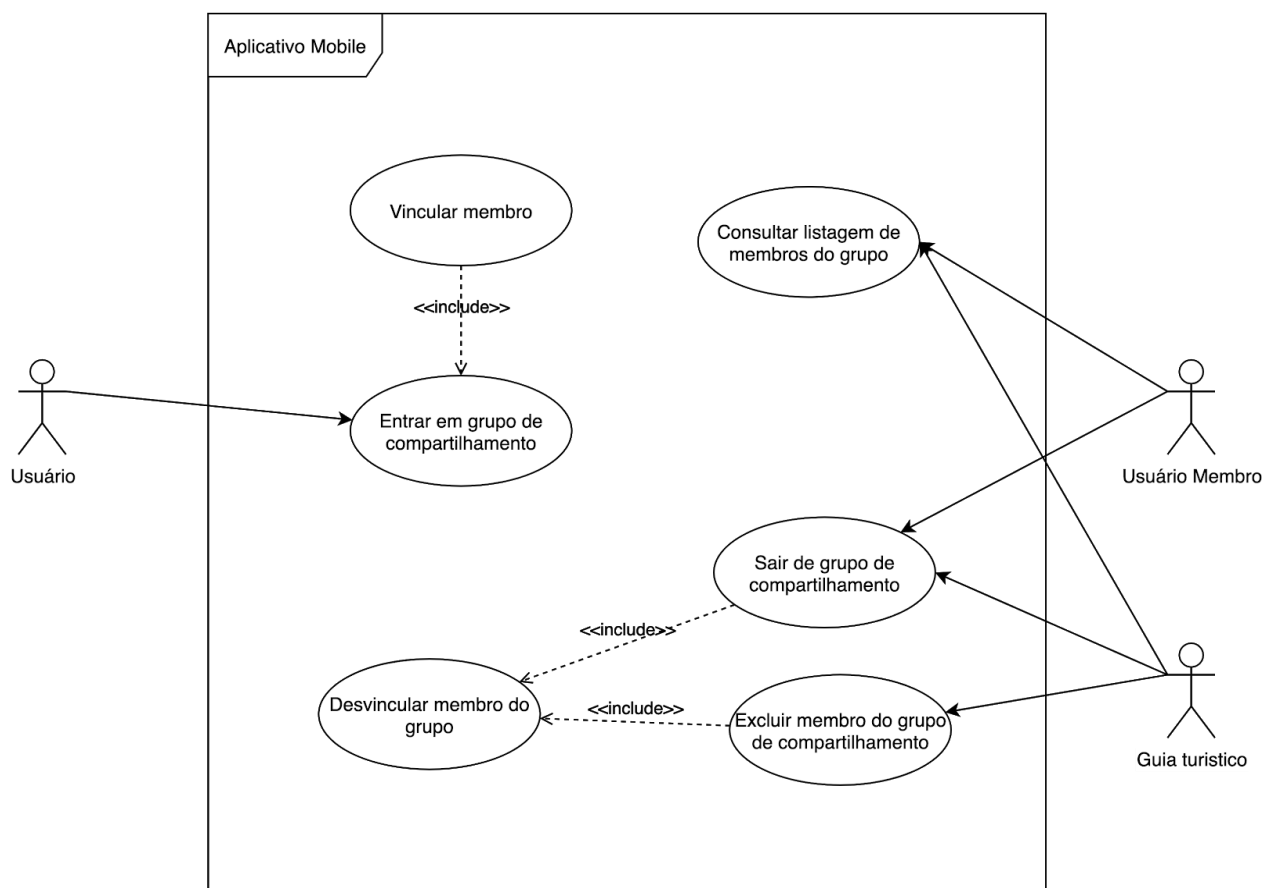 Aplicativo Mobile
Vincular membro
Consultar listagem de
membros do grupo
<<include>>
Entrar em grupo de
compartilhamento
Usuário
Usuário Membro
Sair de grupo de
compartilhamento
<<include>>
Desvincular membro do
grupo
<<include>>
Excluir membro do grupo
de compartilhamento
Guia turistico